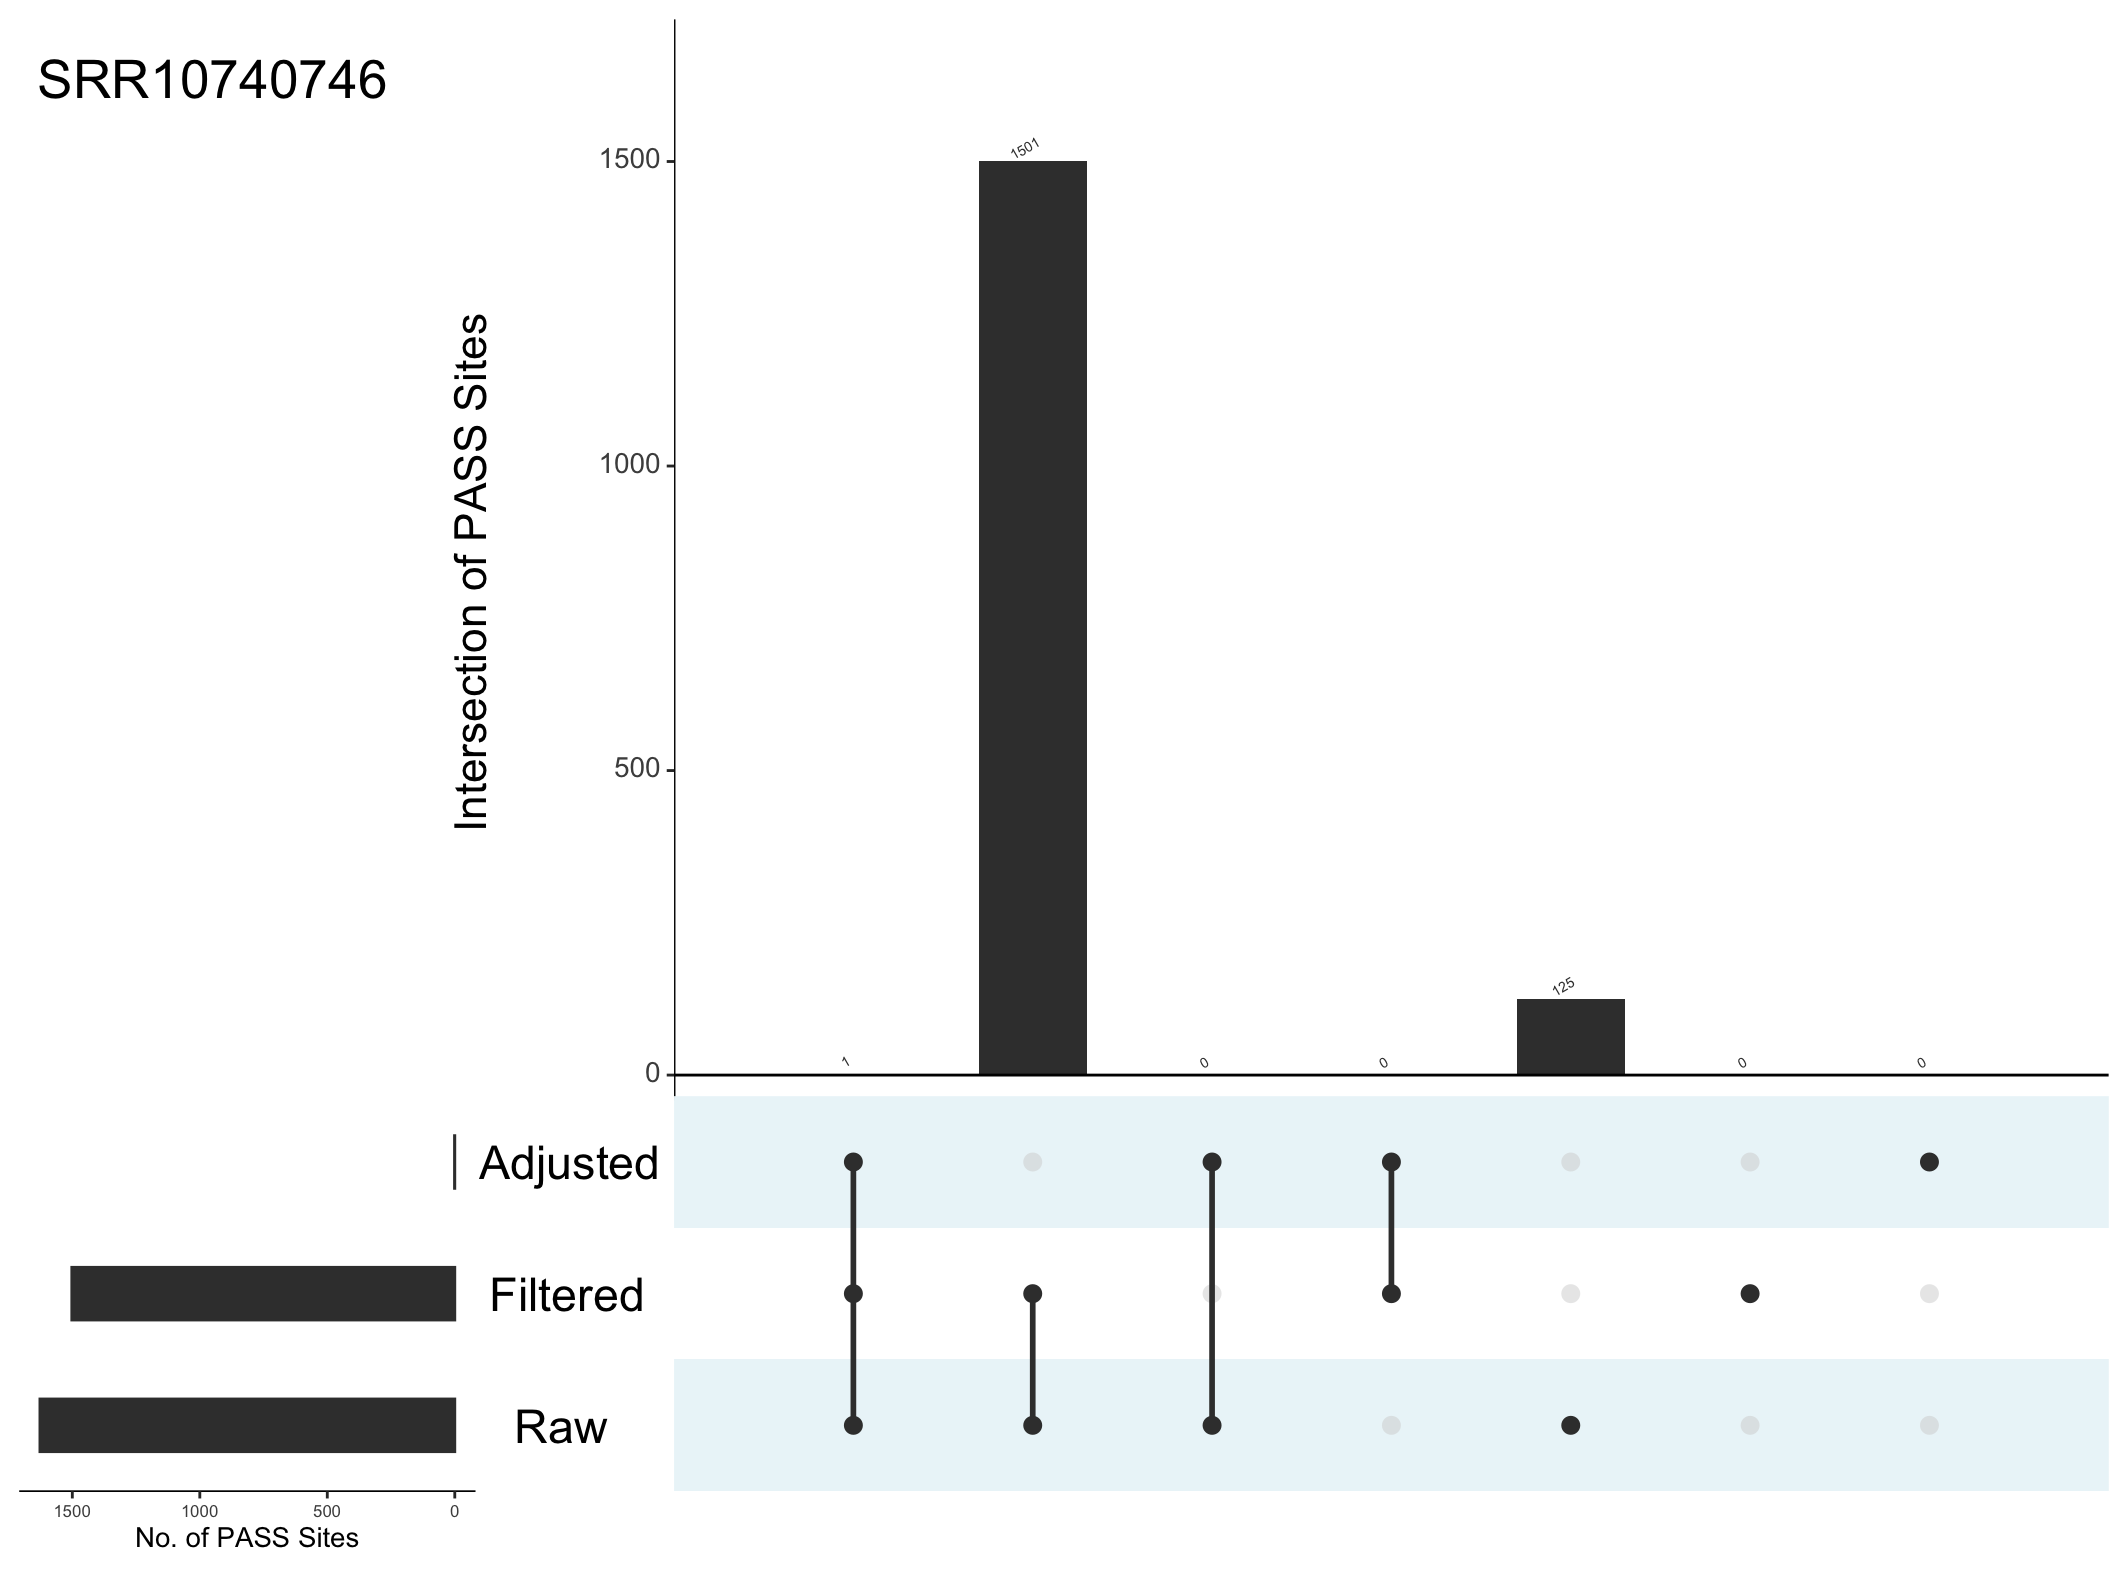 SRR10740746
Intersection of PASS Sites
1500
1000
500
0
1
1501
0
0
125
0
0
Adjusted
Filtered
Raw
1500 1000 500 0
No. of PASS Sites